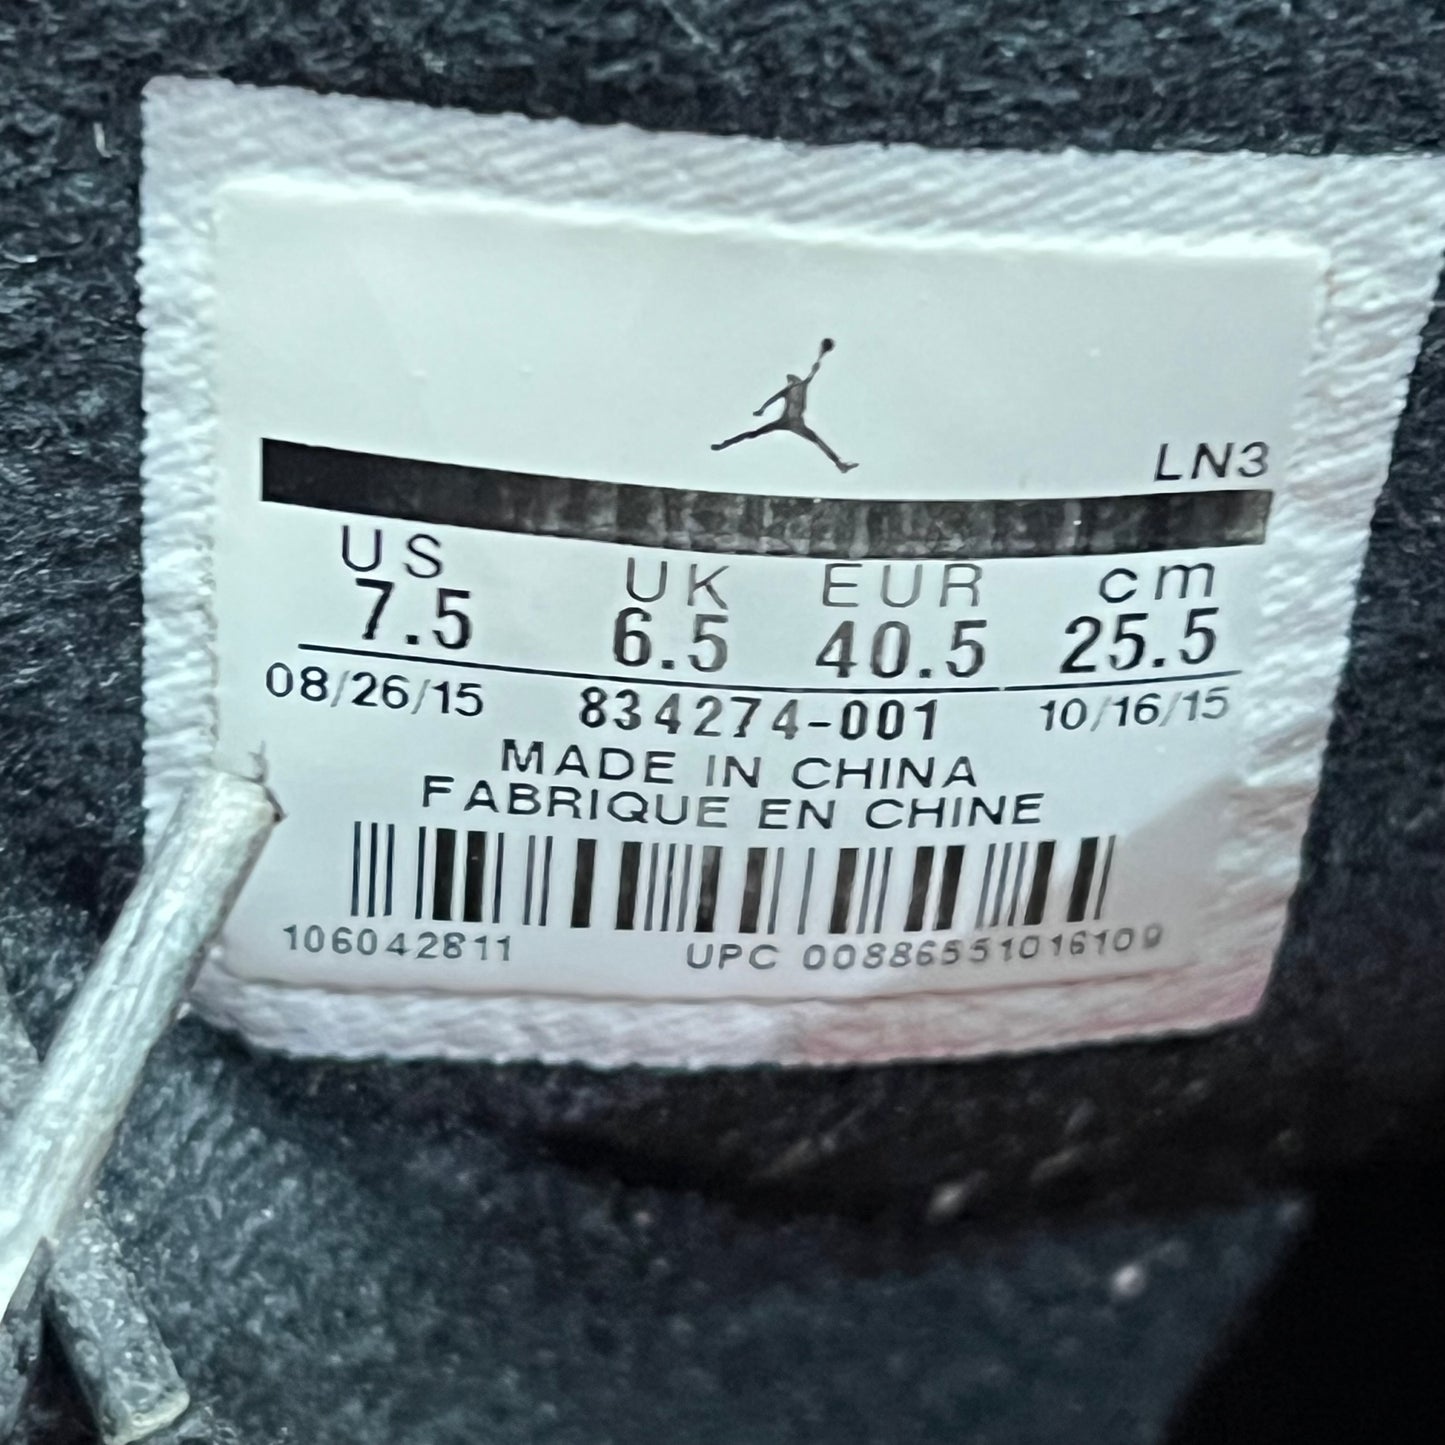 LN3
US UK EUR cm
7.5 6.5 40.5 25.5
08/26/15 834274-001 10/16/15
MADE IN CHINA
FABRIQUE EN CHINE
106042811 UPC 00886551016109